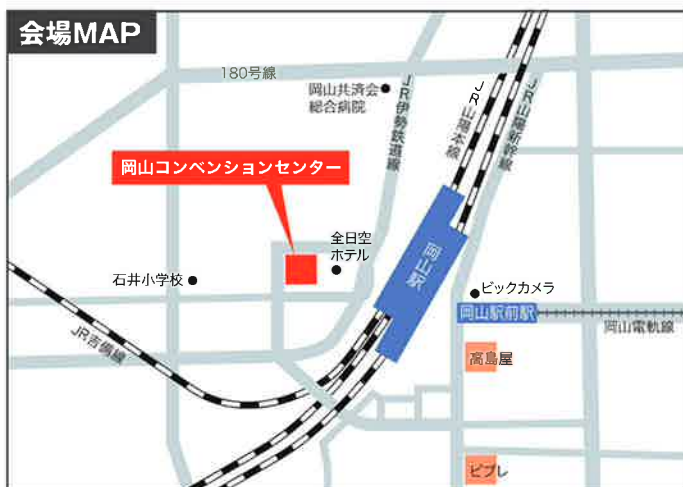 会場MAP
180号線
岡山共済会
総合病院
JR伊勢鉄道線
JR山陽本線
JR山陽新幹線
岡山コンベンションセンター
全日空
ホテル
岡山駅
石井小学校
ビックカメラ
岡山駅前駅
岡山電軌線
JR吉備線
高島屋
ビブレ